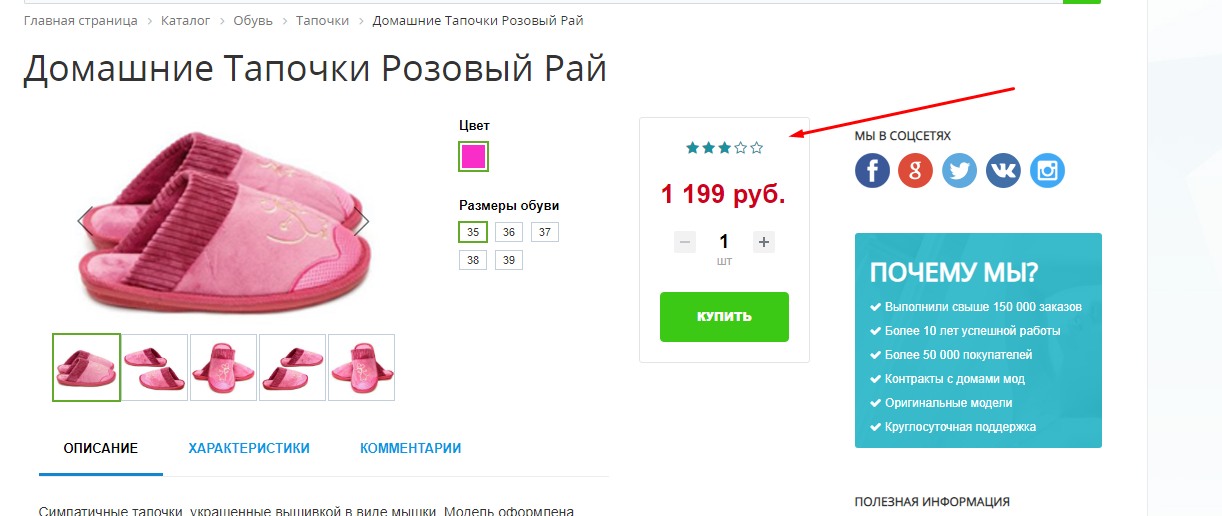 Главная страница > Каталог > Обувь > Тапочки > Домашние Тапочки Розовый Рай
Домашние Тапочки Розовый Рай
Цвет
Размеры обуви
35 36 37
38 39
1 199 руб.
− 1 +
шт
КУПИТЬ
МЫ В СОЦСЕТЯХ
ПОЧЕМУ МЫ?
Выполнили свыше 150 000 заказов
Более 10 лет успешной работы
Более 50 000 покупателей
Контракты с домами мод
Оригинальные модели
Круглосуточная поддержка
ПОЛЕЗНАЯ ИНФОРМАЦИЯ
ОПИСАНИЕ ХАРАКТЕРИСТИКИ КОММЕНТАРИИ
Симпатичные тапочки, украшенные вышивкой в виде мышки. Модель оформлена